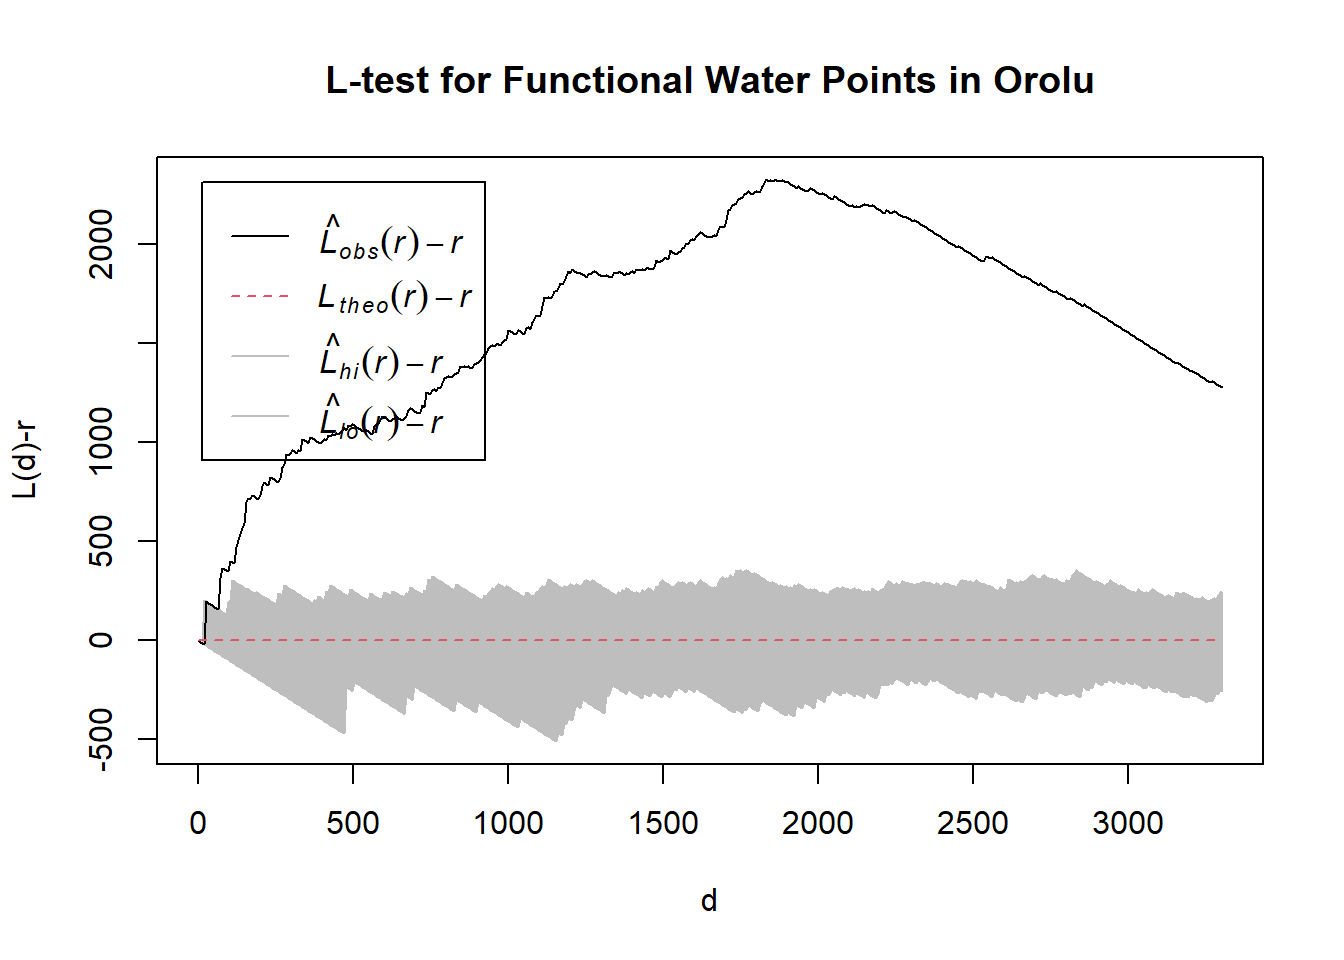 L-test for Functional Water Points in Orolu
L̂obs(r) − r
Ltheo(r) − r
L̂hi(r) − r
L̂lo(r) − r
L(d)-r
2000
1000
500
0
-500
0 500 1000 1500 2000 2500 3000
d